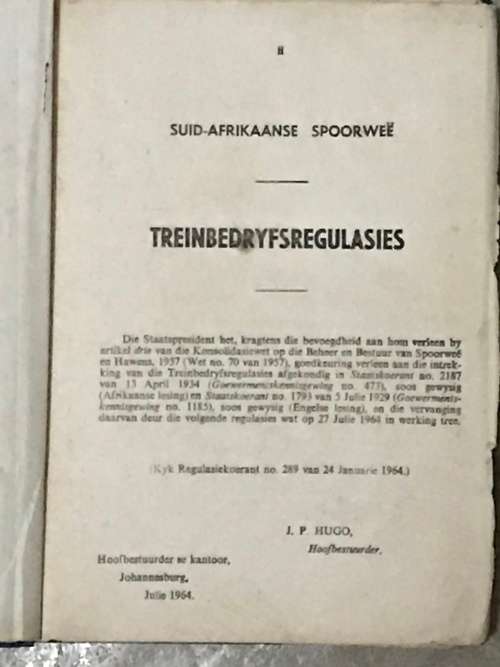 H
SUID-AFRIKAANSE SPOORWEË
TREINBEDRYFSREGULASIES
Die Staatspresident het, kragtens die bevoegdheid aan hom verleen by
artikel drie van die Konsolidasiewet op die Beheer en Bestuur van Spoorweë
en Hawens, 1957 (Wet no. 70 van 1957), goedkeuring verleen aan die intrek-
king van die Treinbedryfsregulasies afgekondig in Staatskoerant no. 2187
van 13 April 1934 (Goewermentskennisgewing no. 473), soos gewysig
(Afrikaanse lesing) en Staatskoerant no. 1793 van 5 Julie 1929 (Goewerments-
kennisgewing no. 1185), soos gewysig (Engelse lesing), en die vervanging
daarvan deur die volgende regulasies wat op 27 Julie 1964 in werking tree.
(Kyk Regulasiekoerant no. 289 van 24 Januarie 1964.)
J. P. HUGO,
Hoofbestuurder.
Hoofbestuurder se kantoor,
Johannesburg,
Julie 1964.